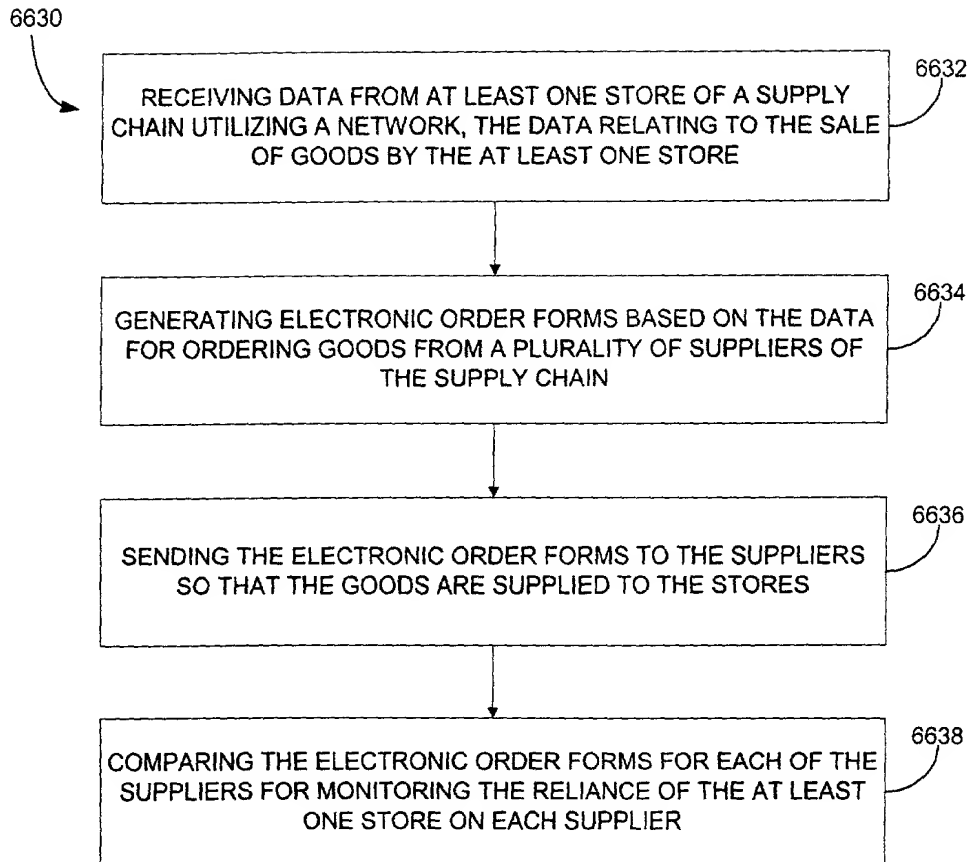 6630
6632
RECEIVING DATA FROM AT LEAST ONE STORE OF A SUPPLY
CHAIN UTILIZING A NETWORK, THE DATA RELATING TO THE SALE
OF GOODS BY THE AT LEAST ONE STORE
6634
GENERATING ELECTRONIC ORDER FORMS BASED ON THE DATA
FOR ORDERING GOODS FROM A PLURALITY OF SUPPLIERS OF
THE SUPPLY CHAIN
6636
SENDING THE ELECTRONIC ORDER FORMS TO THE SUPPLIERS
SO THAT THE GOODS ARE SUPPLIED TO THE STORES
6638
COMPARING THE ELECTRONIC ORDER FORMS FOR EACH OF THE
SUPPLIERS FOR MONITORING THE RELIANCE OF THE AT LEAST
ONE STORE ON EACH SUPPLIER